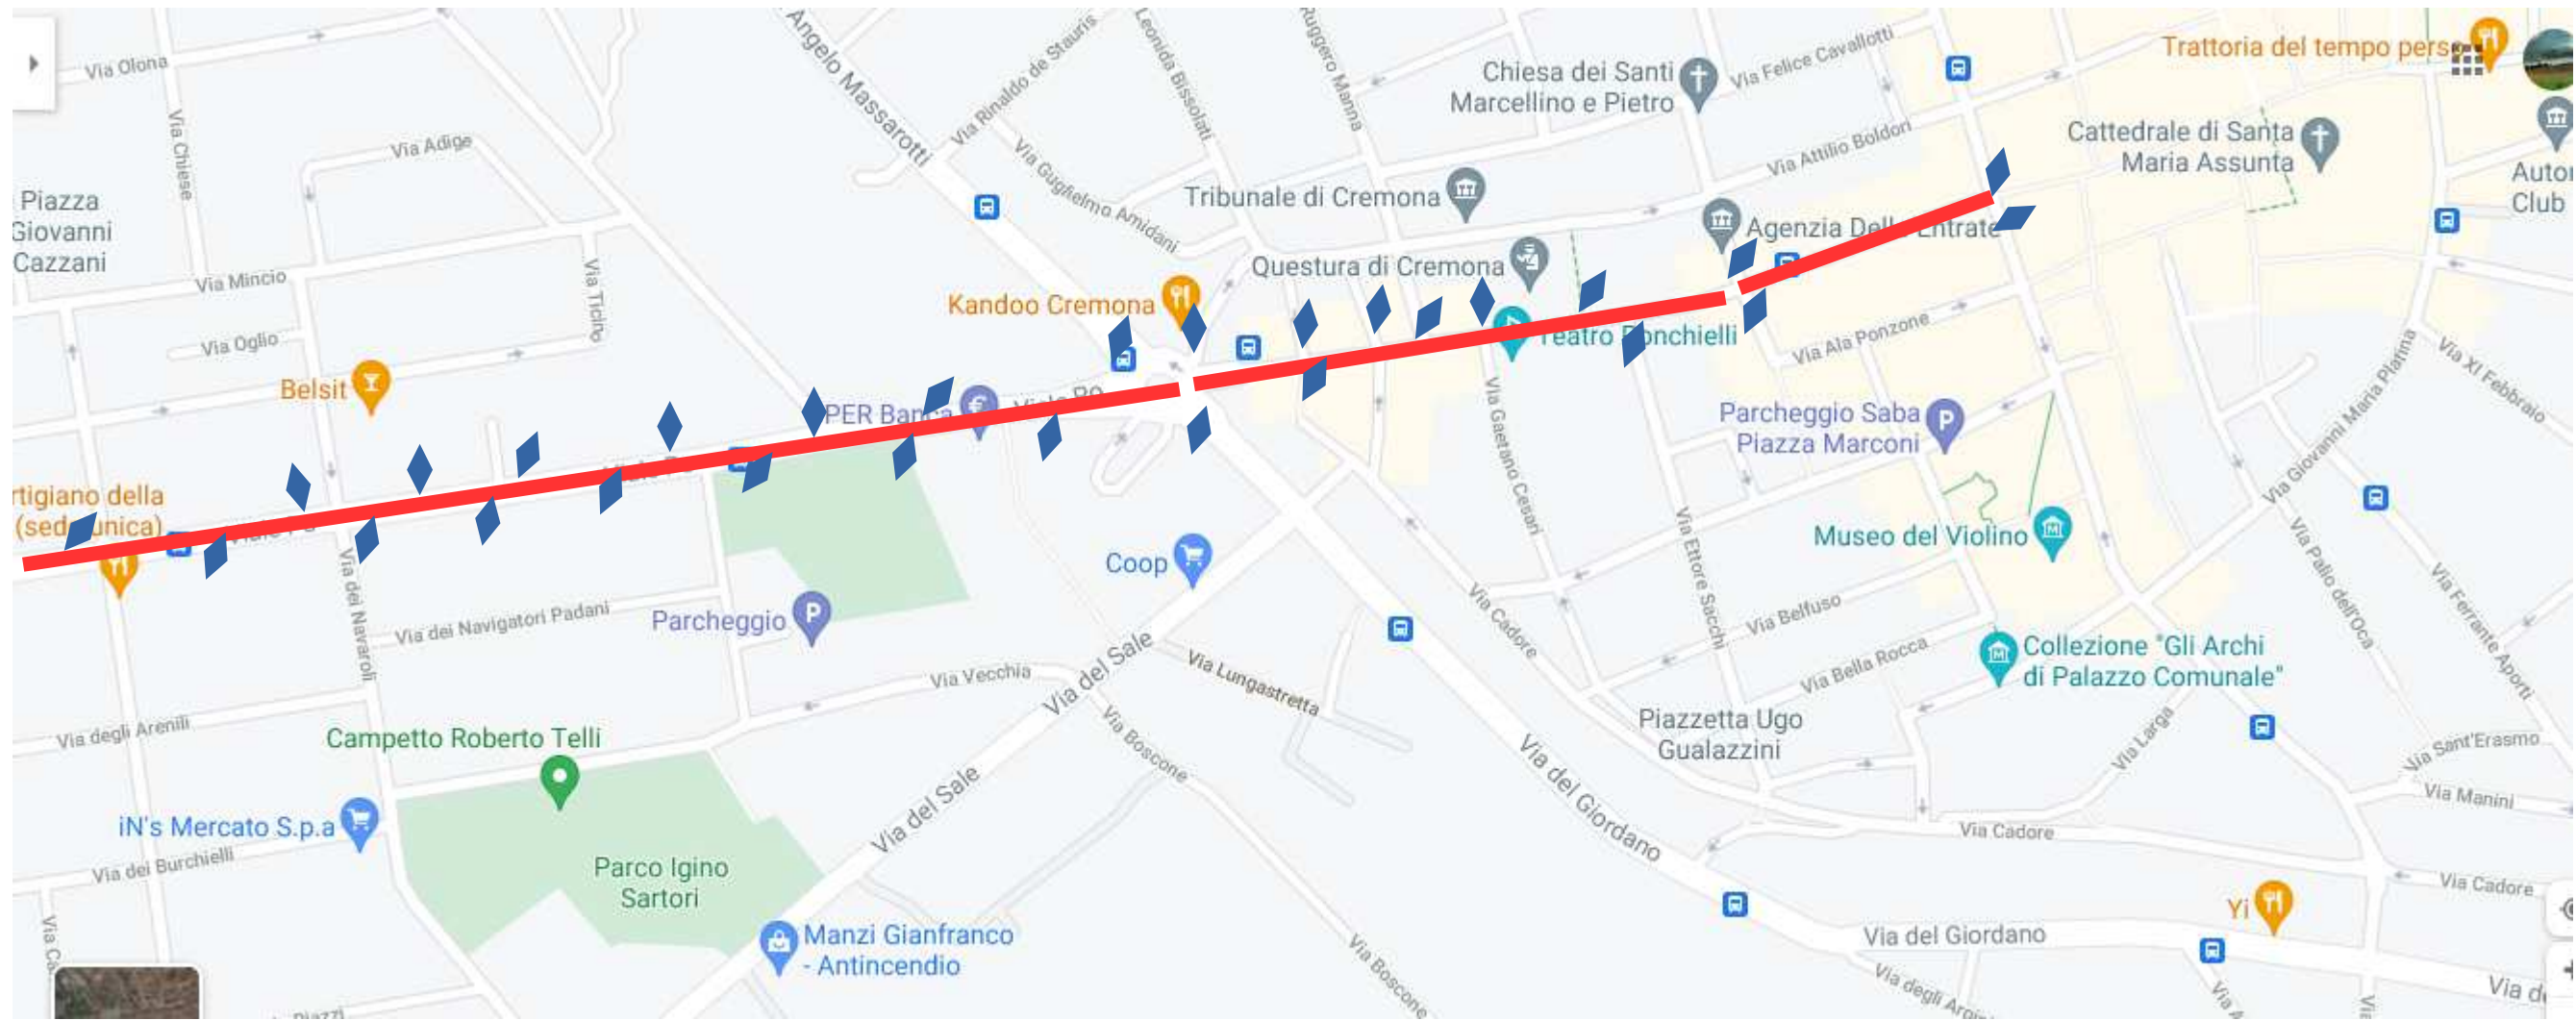 Via Olona
Via Chiese
Via Adige
Piazza
Giovanni
Cazzani
Via Mincio
Via Oglio
Via Ticino
Belsit
rtigiano della
Via dei Navaroli
Via dei Navigatori Padani
Parcheggio
Via degli Arenili
Campetto Roberto Telli
iN's Mercato S.p.a
Via dei Burchielli
Parco Igino
Sartori
Manzi Gianfranco
- Antincendio
Angelo Massarotti
Via Rinaldo de Stauris
Leonida Bissolati
Via Guglielmo Amidani
Ruggero Manna
Kandoo Cremona
PER Banca
Viale Po
Chiesa dei Santi
Marcellino e Pietro
Via Felice Cavallotti
Via Attilio Boldori
Tribunale di Cremona
Questura di Cremona
Agenzia Delle Entrate
Teatro Ponchielli
Via Ala Ponzone
Trattoria del tempo pers
Cattedrale di Santa
Maria Assunta
Club
Via Giovanni Maria Platina
Via XI Febbraio
Parcheggio Saba
Piazza Marconi
Museo del Violino
Via Gaetano Cesari
Via Ettore Sacchi
Via Cadore
Via Belfuso
Via Bella Rocca
Collezione "Gli Archi
di Palazzo Comunale"
Via Palio dell'Oca
Via Ferrante Aporti
Coop
Via del Sale
Via Lungastretta
Via Vecchia
Via Boscone
Via del Sale
Piazzetta Ugo
Gualazzini
Via Larga
Via Sant'Erasmo
Via Manini
Via del Giordano
Via Cadore
Via Cadore
Yi
Via del Giordano
Via Boscone
Via degli